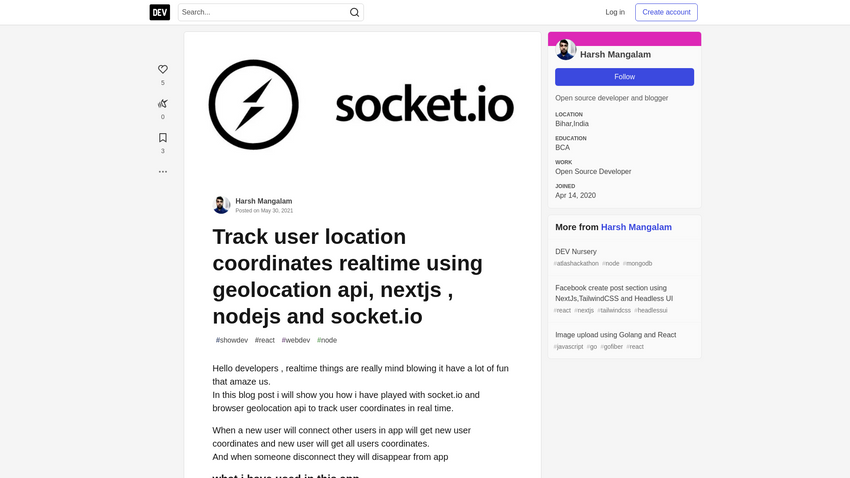 DEV
Search...
Log in
Create account
5
0
3
socket.io
Harsh Mangalam
Posted on May 30, 2021
Track user location
coordinates realtime using
geolocation api, nextjs ,
nodejs and socket.io
#showdev #react #webdev #node
Hello developers , realtime things are really mind blowing it have a lot of fun
that amaze us.
In this blog post i will show you how i have played with socket.io and
browser geolocation api to track user coordinates in real time.
When a new user will connect other users in app will get new user
coordinates and new user will get all users coordinates.
And when someone disconnect they will disappear from app
what i have used in this app
Harsh Mangalam
Follow
Open source developer and blogger
LOCATION
Bihar,India
EDUCATION
BCA
WORK
Open Source Developer
JOINED
Apr 14, 2020
More from Harsh Mangalam
DEV Nursery
#atlashackathon #node #mongodb
Facebook create post section using
NextJs,TailwindCSS and Headless UI
#react #nextjs #tailwindcss #headlessui
Image upload using Golang and React
#javascript #go #gofiber #react